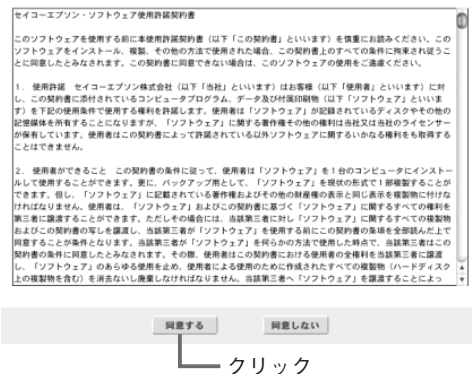 セイコーエプソン・ソフトウェア使用許諾契約書
このソフトウェアを使用する前に本使用許諾契約書（以下「この契約書」といいます）を慎重にお読みください。この
ソフトウェアをインストール、複製、その他の方法で使用された場合、この契約書上のすべての条件に拘束され従うこ
とに同意したとみなされます。この契約書に同意できない場合は、このソフトウェアの使用をご遠慮ください。
1． 使用許諾 セイコーエプソン株式会社（以下「当社」といいます）はお客様（以下「使用者」といいます）に対
し、この契約書に添付されているコンピュータプログラム、データ及び付属印刷物（以下「ソフトウェア」といいま
す）を下記の使用条件で使用する権利を許諾します。使用者は「ソフトウェア」が記録されているディスクやその他の
記憶媒体を所有することになりますが、「ソフトウェア」に関する著作権その他の権利は当社又は当社のライセンサー
が保有しています。使用者はこの契約書によって許諾されている以外ソフトウェアに関するいかなる権利をも取得する
ことはできません。
2． 使用者ができること この契約書の条件に従って、使用者は「ソフトウェア」を1台のコンピュータにインストー
ルして使用することができます。更に、バックアップ用として、「ソフトウェア」を現状の形式で1部複製することが
できます。但し、「ソフトウェア」に記載されている著作権およびその他の財産権の表示と同じ表示を複製物に付けな
ければなりません。使用者は、「ソフトウェア」およびこの契約書に基づく「ソフトウェア」に関するすべての権利を
第三者に譲渡することができます。ただしその場合には、当該第三者に対し「ソフトウェア」に関するすべての複製物
およびこの契約書の写しを譲渡し、当該第三者が「ソフトウェア」を使用する前にこの契約書の条項を全部読んだ上で
同意することが条件となります。当該第三者が「ソフトウェア」を何らかの方法で使用した時点で、当該第三者はこの
契約書の条件に同意したとみなされます。その際、使用者はこの契約書における使用者の全権利を当該第三者に譲渡
し、「ソフトウェア」のあらゆる使用を止め、使用者による使用のために作成されたすべての複製物（ハードディスク
上の複製物を含む）を消去ないし廃棄しなければなりません。当該第三者へ「ソフトウェア」を譲渡することによっ
同意する 同意しない
クリック